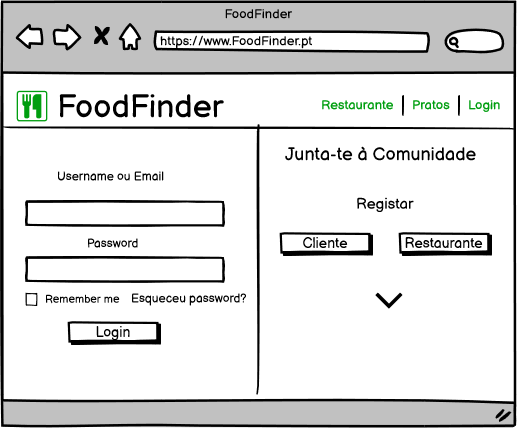 FoodFinder
https://www.FoodFinder.pt
FoodFinder
Restaurante | Pratos | Login
Username ou Email
Password
Remember me Esqueceu password?
Login
Junta-te à Comunidade
Registar
Cliente Restaurante